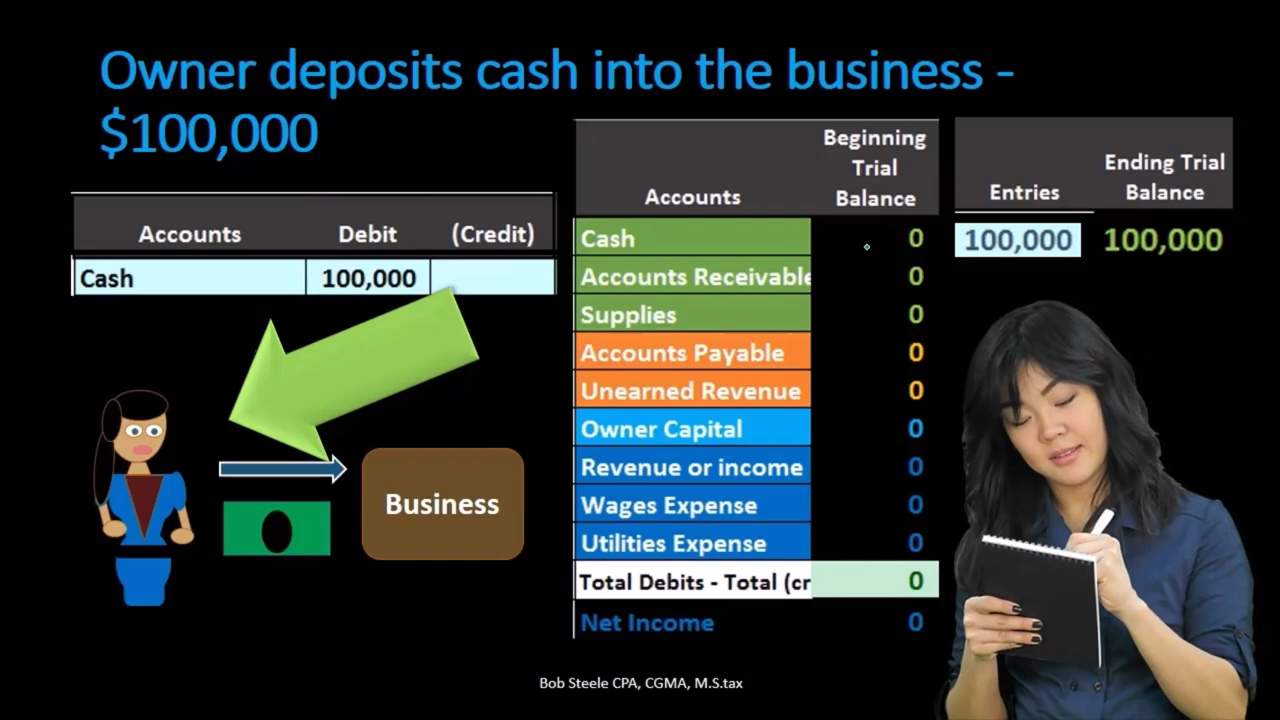 Owner deposits cash into the business -
$100,000
Accounts Debit (Credit)
Cash 100,000
Accounts Beginning Trial Balance
Cash 0
Accounts Receivable 0
Supplies 0
Accounts Payable 0
Unearned Revenue 0
Owner Capital 0
Revenue or income 0
Wages Expense 0
Utilities Expense 0
Total Debits - Total (cr 0
Net Income 0
Entries Ending Trial Balance
100,000 100,000
Business
Bob Steele CPA, CGMA, M.S.tax